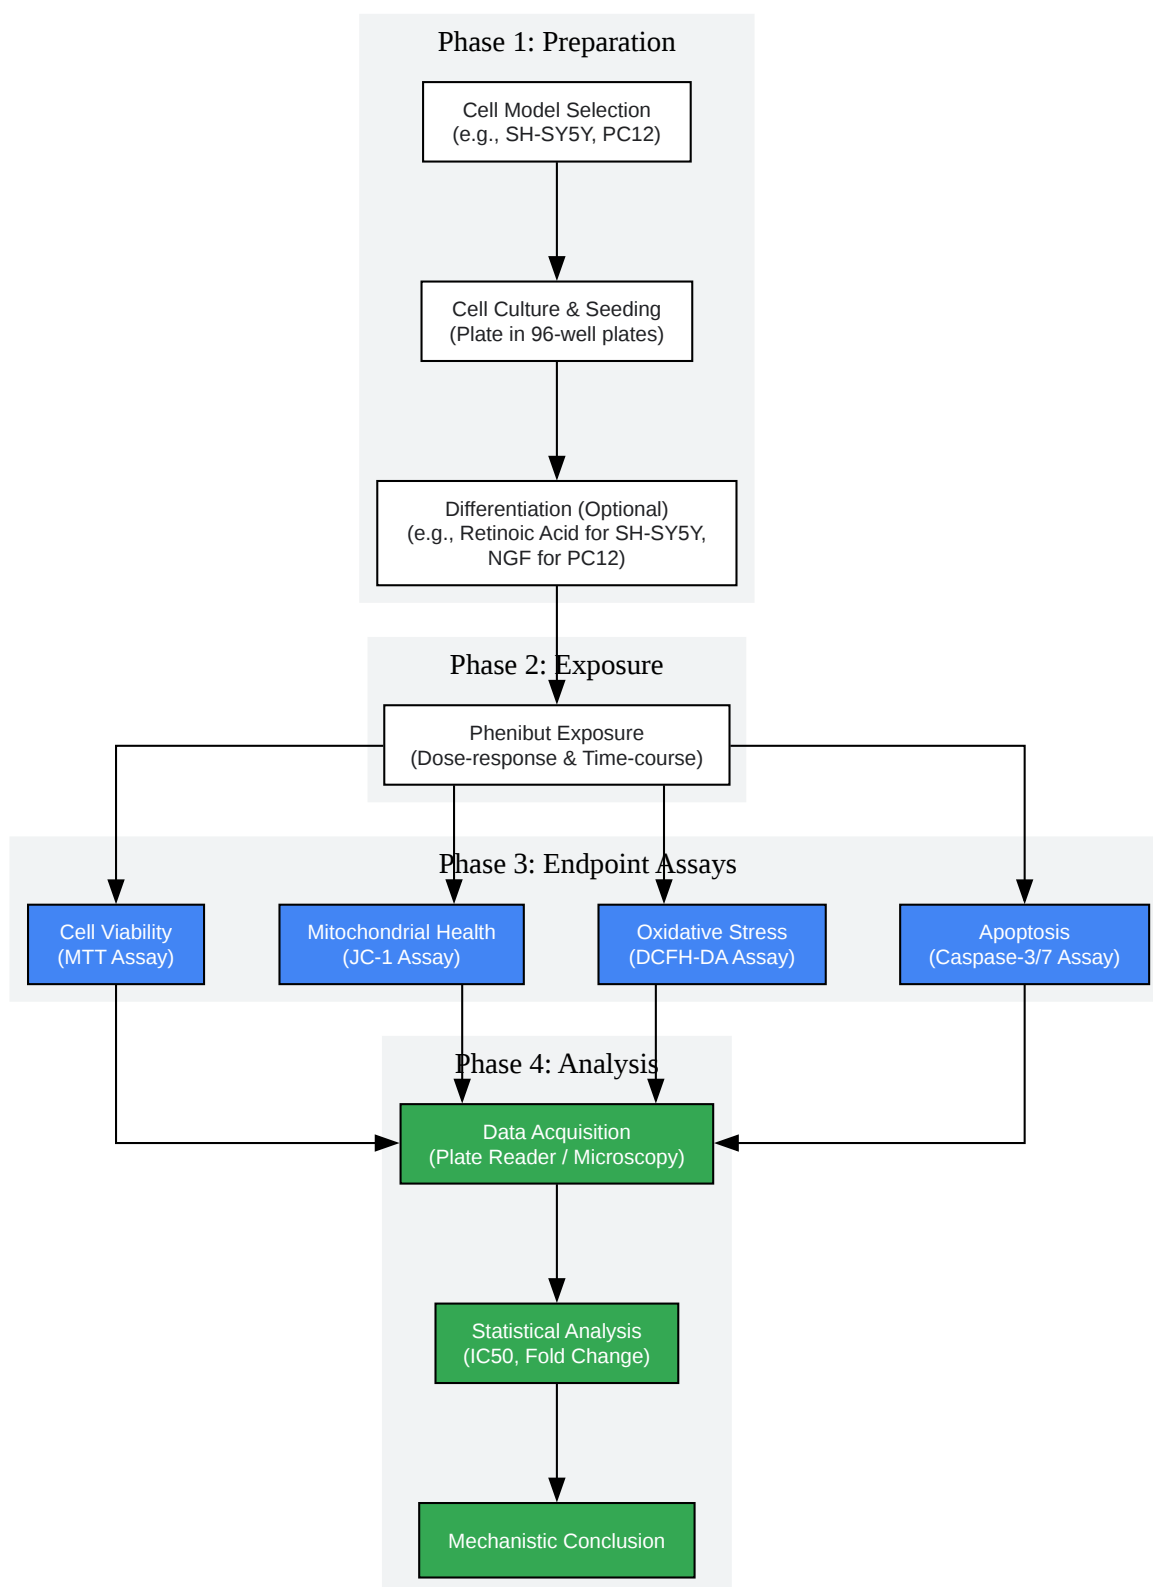 Phase 1: Preparation
Cell Model Selection
(e.g., SH-SY5Y, PC12)
Cell Culture & Seeding
(Plate in 96-well plates)
Differentiation (Optional)
(e.g., Retinoic Acid for SH-SY5Y,
NGF for PC12)
Phase 2: Exposure
Phenibut Exposure
(Dose-response & Time-course)
Phase 3: Endpoint Assays
Cell Viability
(MTT Assay)
Mitochondrial Health
(JC-1 Assay)
Oxidative Stress
(DCFH-DA Assay)
Apoptosis
(Caspase-3/7 Assay)
Phase 4: Analysis
Data Acquisition
(Plate Reader / Microscopy)
Statistical Analysis
(IC50, Fold Change)
Mechanistic Conclusion